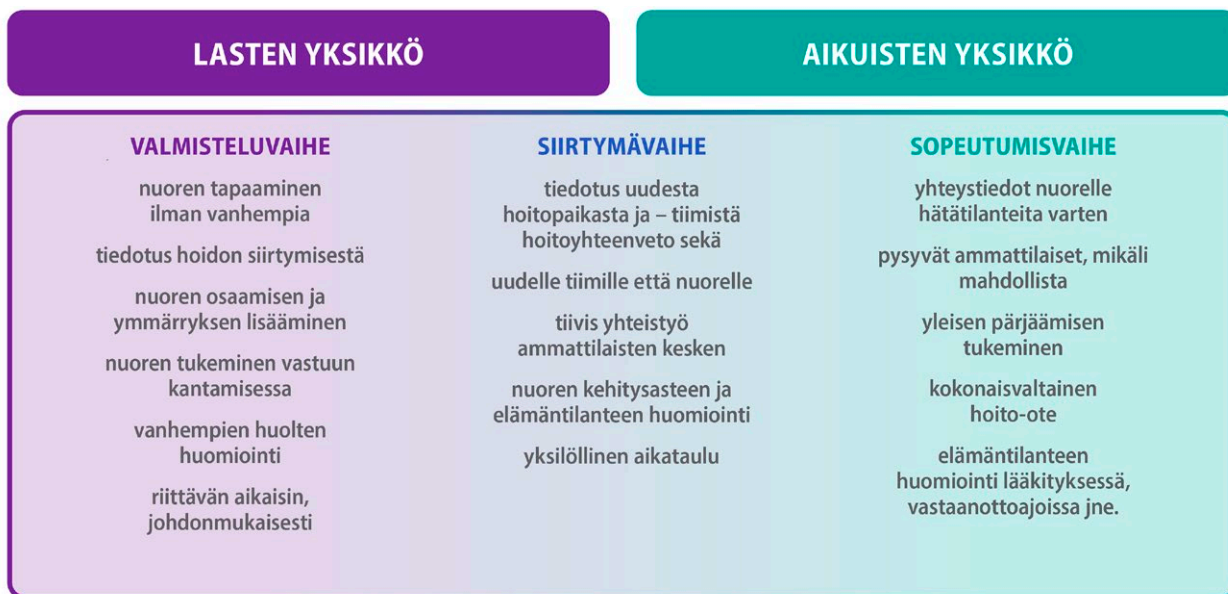 LASTEN YKSIKKÖ
AIKUISTEN YKSIKKÖ
VALMISTELUVAIHE
nuoren tapaaminen
ilman vanhempia
tiedotus hoidon siirtymisestä
nuoren osaamisen ja
ymmärryksen lisääminen
nuoren tukeminen vastuun
kantamisessa
vanhempien huolten
huomiointi
riittävän aikaisin,
johdonmukaisesti
SIIRTYMÄVAIHE
tiedotus uudesta
hoitopaikasta ja – tiimistä
hoitoyhteenveto sekä
uudelle tiimille että nuorelle
tiivis yhteistyö
ammattilaisten kesken
nuoren kehitysasteen ja
elämäntilanteen huomiointi
yksilöllinen aikataulu
SOPEUTUMISVAIHE
yhteystiedot nuorelle
hätätilanteita varten
pysyvät ammattilaiset, mikäli
mahdollista
yleisen pärjäämisen
tukeminen
kokonaisvaltainen
hoito-ote
elämäntilanteen
huomiointi lääkityksessä,
vastaanottoajoissa jne.